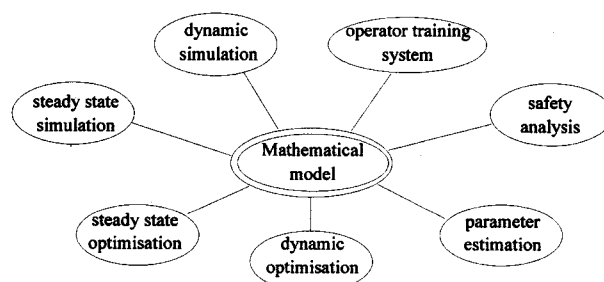 dynamic
simulation
operator training
system
steady state
simulation
safety
analysis
Mathematical
model
steady state
optimisation
dynamic
optimisation
parameter
estimation